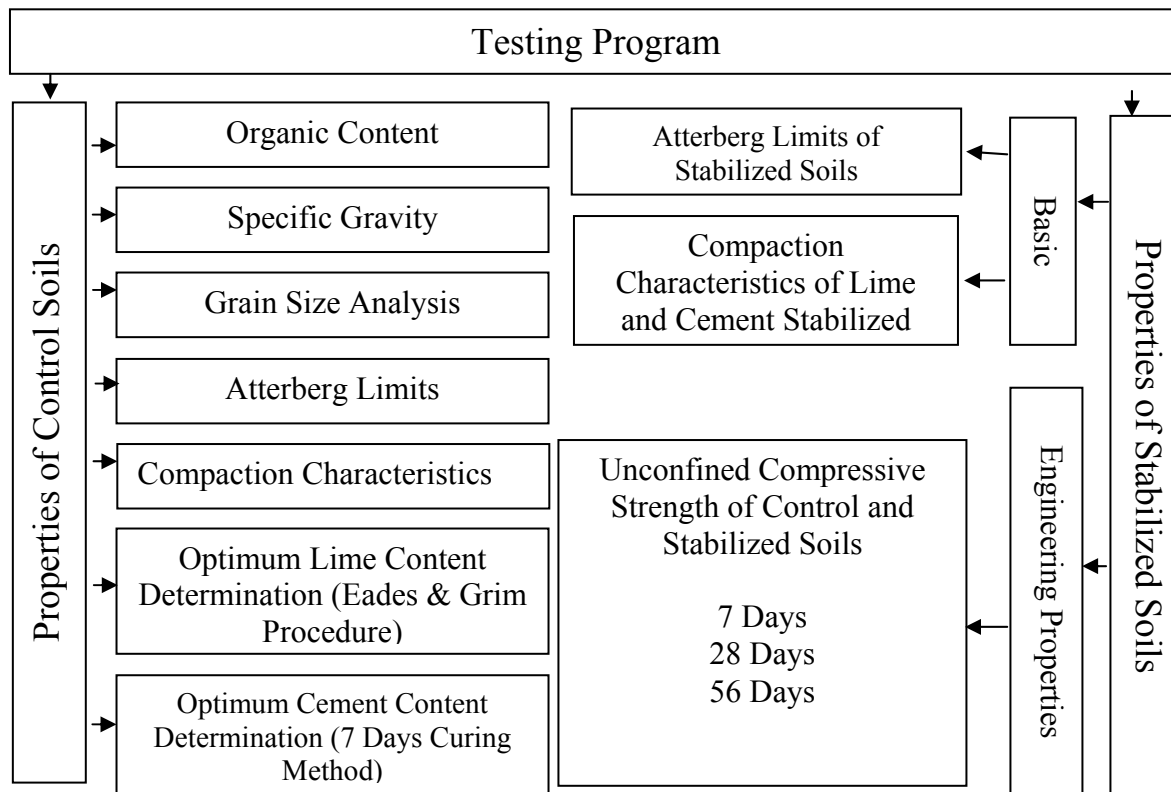 Testing Program
Properties of Control Soils
Organic Content
Specific Gravity
Grain Size Analysis
Atterberg Limits
Compaction Characteristics
Optimum Lime Content
Determination (Eades & Grim
Procedure)
Optimum Cement Content
Determination (7 Days Curing
Method)
Atterberg Limits of
Stabilized Soils
Compaction
Characteristics of Lime
and Cement Stabilized
Unconfined Compressive
Strength of Control and
Stabilized Soils
7 Days
28 Days
56 Days
Basic
Engineering Properties
Properties of Stabilized Soils